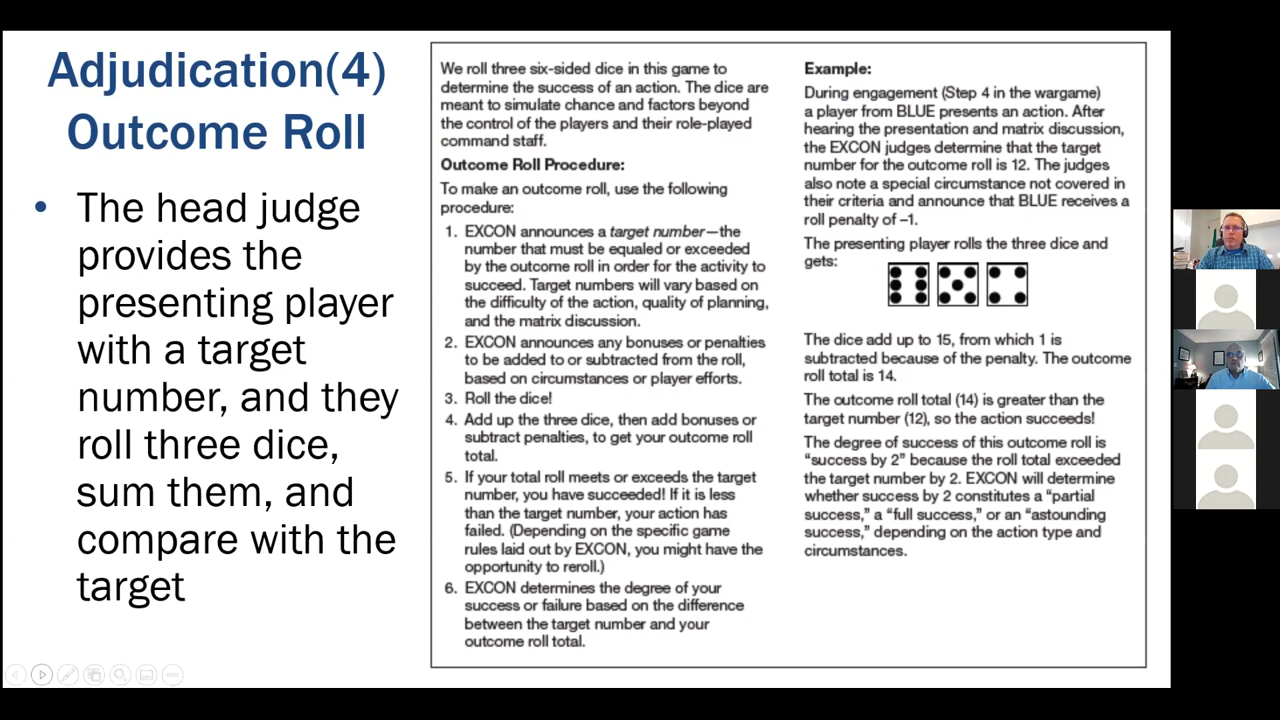 Adjudication(4)
Outcome Roll
• The head judge
provides the
presenting player
with a target
number, and they
roll three dice,
sum them, and
compare with the
target
We roll three six-sided dice in this game to
determine the success of an action. The dice are
meant to simulate chance and factors beyond
the control of the players and their role-played
command staff.
Outcome Roll Procedure:
To make an outcome roll, use the following
procedure:
1. EXCON announces a target number—the
number that must be equaled or exceeded
by the outcome roll in order for the activity to
succeed. Target numbers will vary based on
the difficulty of the action, quality of planning,
and the matrix discussion.
2. EXCON announces any bonuses or penalties
to be added to or subtracted from the roll,
based on circumstances or player efforts.
3. Roll the dice!
4. Add up the three dice, then add bonuses or
subtract penalties, to get your outcome roll
total.
5. If your total roll meets or exceeds the target
number, you have succeeded! If it is less
than the target number, your action has
failed. (Depending on the specific game
rules laid out by EXCON, you might have the
opportunity to reroll.)
6. EXCON determines the degree of your
success or failure based on the difference
between the target number and your
outcome roll total.
Example:
During engagement (Step 4 in the wargame)
a player from BLUE presents an action. After
hearing the presentation and matrix discussion,
the EXCON judges determine that the target
number for the outcome roll is 12. The judges
also note a special circumstance not covered in
their criteria and announce that BLUE receives a
roll penalty of –1.
The presenting player rolls the three dice and
gets:
The dice add up to 15, from which 1 is
subtracted because of the penalty. The outcome
roll total is 14.
The outcome roll total (14) is greater than the
target number (12), so the action succeeds!
The degree of success of this outcome roll is
“success by 2” because the roll total exceeded
the target number by 2. EXCON will determine
whether success by 2 constitutes a “partial
success,” a “full success,” or an “astounding
success,” depending on the action type and
circumstances.